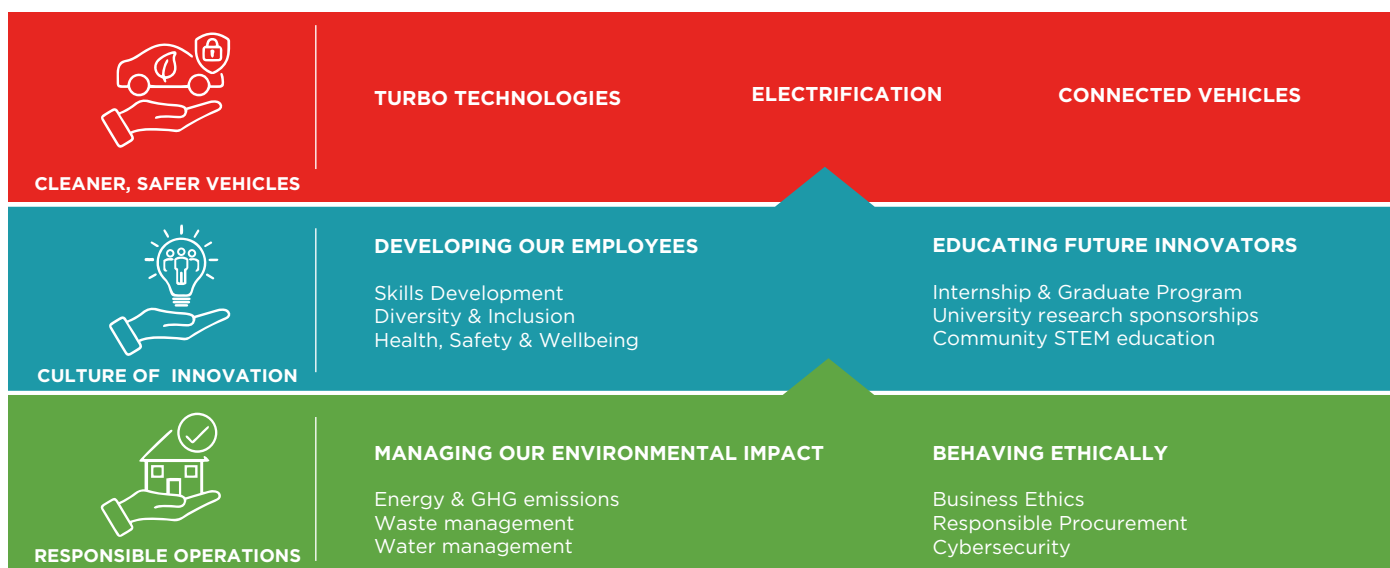 TURBO TECHNOLOGIES
ELECTRIFICATION
CONNECTED VEHICLES
CLEANER, SAFER VEHICLES
DEVELOPING OUR EMPLOYEES
Skills Development
Diversity & Inclusion
Health, Safety & Wellbeing
EDUCATING FUTURE INNOVATORS
Internship & Graduate Program
University research sponsorships
Community STEM education
CULTURE OF INNOVATION
MANAGING OUR ENVIRONMENTAL IMPACT
Energy & GHG emissions
Waste management
Water management
BEHAVING ETHICALLY
Business Ethics
Responsible Procurement
Cybersecurity
RESPONSIBLE OPERATIONS